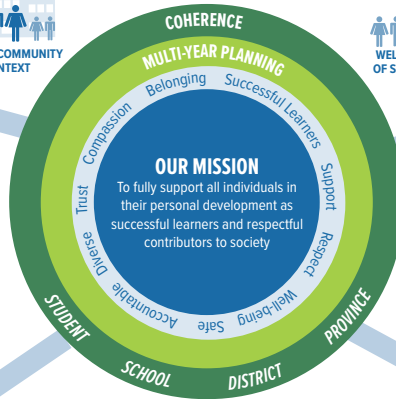 COMMUNITY
COHERENCE
MULTI-YEAR PLANNING
Belonging
Successful Learners
Support
Respect
Well-being
Safe
Accountable
Diverse
Trust
Compassion
OUR MISSION
To fully support all individuals in
their personal development as
successful learners and respectful
contributors to society
STUDENT
SCHOOL
DISTRICT
PROVINCE